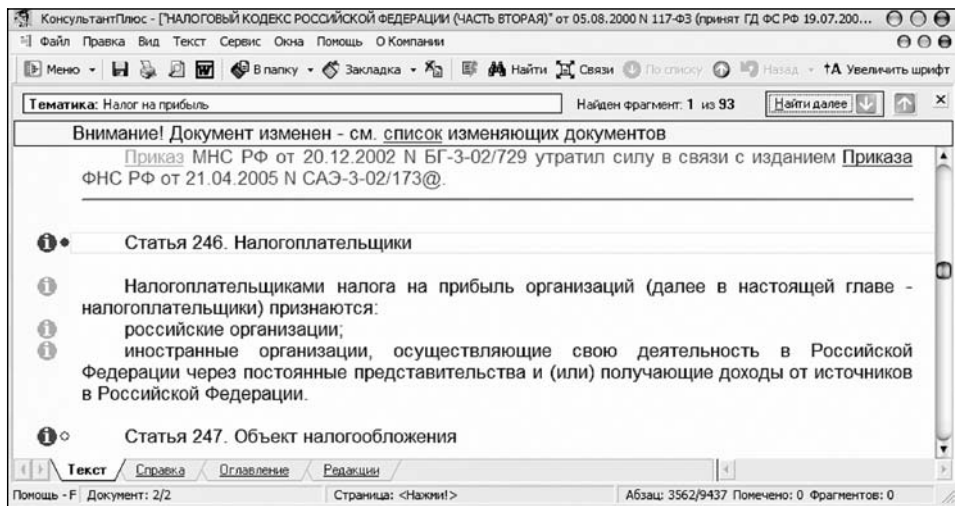 КонсультантПлюс - ["НАЛОГОВЫЙ КОДЕКС РОССИЙСКОЙ ФЕДЕРАЦИИ (ЧАСТЬ ВТОРАЯ)" от 05.08.2000 N 117-ФЗ (принят ГД ФС РФ 19.07.200...
Файл Правка Вид Текст Сервис Окна Помощь О Компании
Меню В папку Закладка Найти Связи По списку Назад А Увеличить шрифт
Тематика: Налог на прибыль Найден фрагмент: 1 из 93 Найти далее
Внимание! Документ изменен - см. список изменяющих документов
Приказ МНС РФ от 20.12.2002 N БГ-3-02/729 утратил силу в связи с изданием Приказа
ФНС РФ от 21.04.2005 N САЭ-3-02/173@.
Статья 246. Налогоплательщики
Налогоплательщиками налога на прибыль организаций (далее в настоящей главе -
налогоплательщики) признаются:
российские организации;
иностранные организации, осуществляющие свою деятельность в Российской
Федерации через постоянные представительства и (или) получающие доходы от источников
в Российской Федерации.
Статья 247. Объект налогообложения
Текст Справка Оглавление Редакции
Помощь - F Документ: 2/2 Страница: <Нажми!> Абзац: 3562/9437 Помечено: 0 Фрагментов: 0